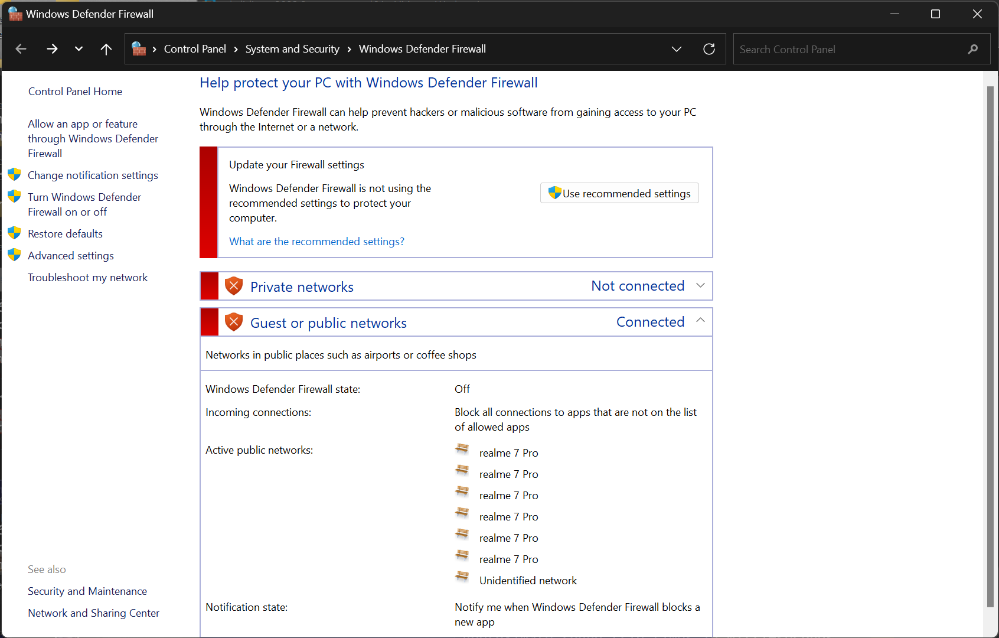 Windows Defender Firewall
Control Panel › System and Security › Windows Defender Firewall
Search Control Panel
Control Panel Home
Allow an app or feature
through Windows Defender
Firewall
Change notification settings
Turn Windows Defender
Firewall on or off
Restore defaults
Advanced settings
Troubleshoot my network
See also
Security and Maintenance
Network and Sharing Center
Help protect your PC with Windows Defender Firewall
Windows Defender Firewall can help prevent hackers or malicious software from gaining access to your PC
through the Internet or a network.
Update your Firewall settings
Windows Defender Firewall is not using the
recommended settings to protect your
computer.
Use recommended settings
What are the recommended settings?
Private networks Not connected
Guest or public networks Connected
Networks in public places such as airports or coffee shops
Windows Defender Firewall state: Off
Incoming connections: Block all connections to apps that are not on the list
of allowed apps
Active public networks: realme 7 Pro
realme 7 Pro
realme 7 Pro
realme 7 Pro
realme 7 Pro
realme 7 Pro
Unidentified network
Notification state: Notify me when Windows Defender Firewall blocks a
new app